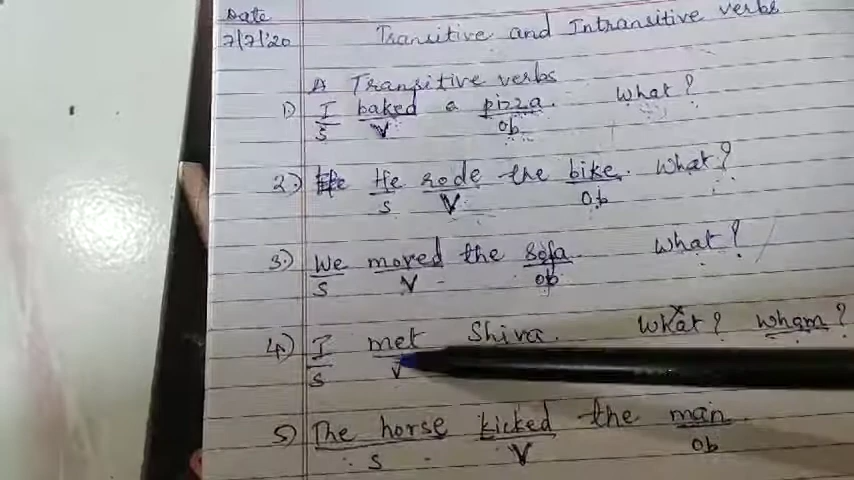 Date
7/7/'20 Transitive and Intransitive verbs
A Transitive verbs
1) I baked a pizza. What?
S V ob
2.) He He rode the bike. What?
S V ob
3.) We moved the sofa. What?
S V ob
4.) I met Shiva. What? Whom?
S V
5) The horse kicked the man.
S V ob